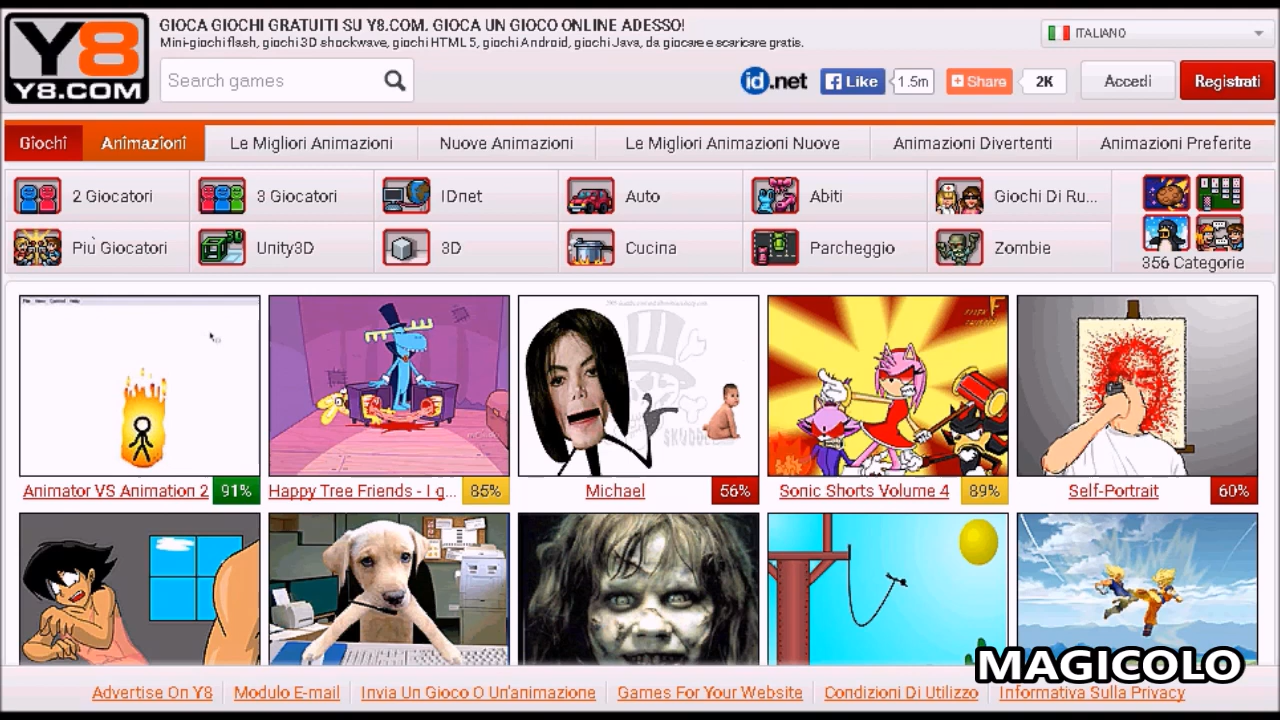 Y8
Y8.COM
GIOCA GIOCHI GRATUITI SU Y8.COM. GIOCA UN GIOCO ONLINE ADESSO!
Mini-giochi flash, giochi 3D shockwave, giochi HTML5, giochi Android, giochi Java, da giocare e scaricare gratis.
ITALIANO
Search games
id.net
Like
1.5m
Share
2K
Accedi
Registrati
Giochi
Animazioni
Le Migliori Animazioni
Nuove Animazioni
Le Migliori Animazioni Nuove
Animazioni Divertenti
Animazioni Preferite
2 Giocatori
3 Giocatori
IDnet
Auto
Abiti
Giochi Di Ru...
Più Giocatori
Unity3D
3D
Cucina
Parcheggio
Zombie
356 Categorie
File View Control Help
Animator VS Animation 2
91%
Happy Tree Friends - I g...
85%
Michael
56%
Sonic Shorts Volume 4
89%
Self-Portrait
60%
MAGICOLO
Advertise On Y8
Modulo E-mail
Invia Un Gioco O Un'animazione
Games For Your Website
Condizioni Di Utilizzo
Informativa Sulla Privacy